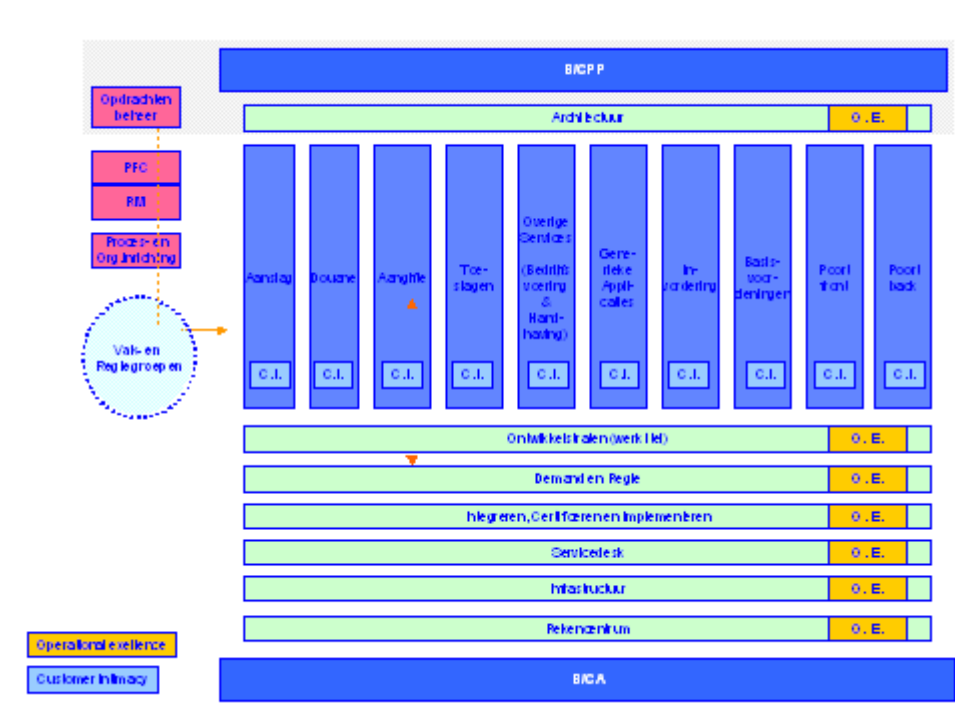 B/CPP
Opdrachten
beheer
Architectuur
O.E.
PFC
RM
Proces- en
Org.inrichting
Vak- en
Regiegroepen
Aanslag
C.I.
Douane
C.I.
Aangifte
C.I.
Toe-
slagen
C.I.
Overige
Services
(Bedrijfs
voering
&
Hand-
having)
C.I.
Gene-
rieke
Appli-
caties
C.I.
In-
vordering
C.I.
Basis-
voor-
zieningen
C.I.
Poort
front
C.I.
Poort
back
C.I.
Ontwikkelstraten (werktitel)
O.E.
Demand en Regie
O.E.
Integreren, Certificeren en Implementeren
O.E.
Servicedesk
O.E.
Infrastructuur
O.E.
Rekencentrum
O.E.
Operational exellence
Customer Intimacy
B/CA